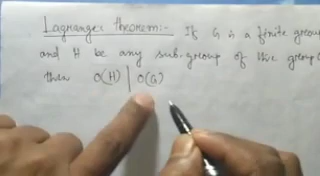 Lagranges theorem:- If G is a finite group
and H be any sub-group of the group
then O(H) | O(G)